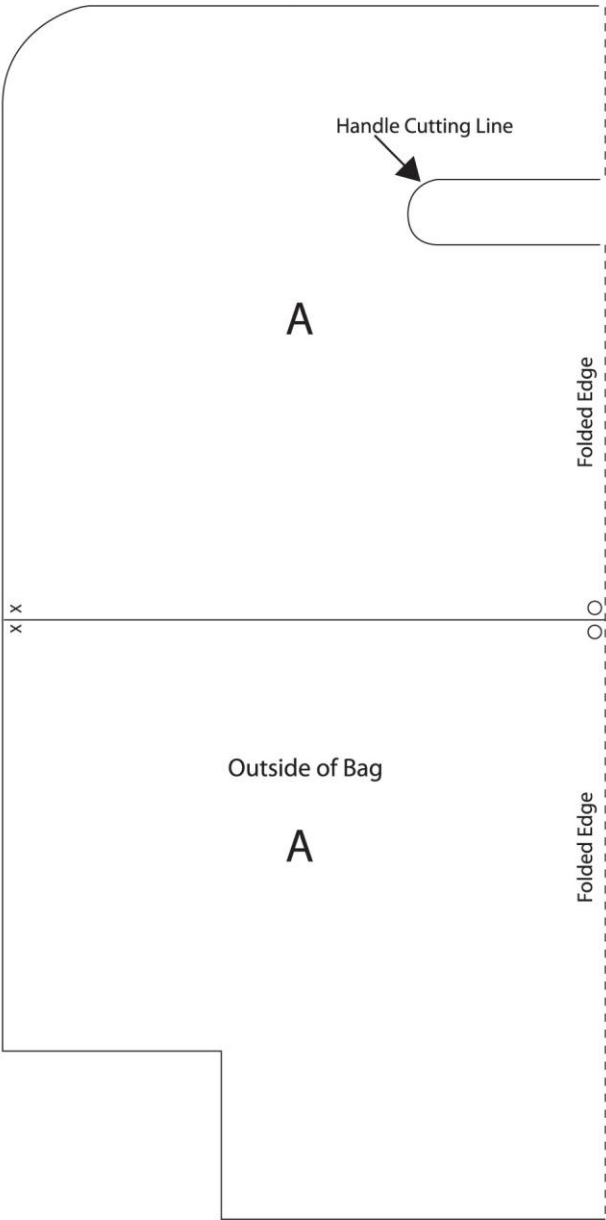 Handle Cutting Line
A
Folded Edge
x x
x x
Outside of Bag
A
Folded Edge